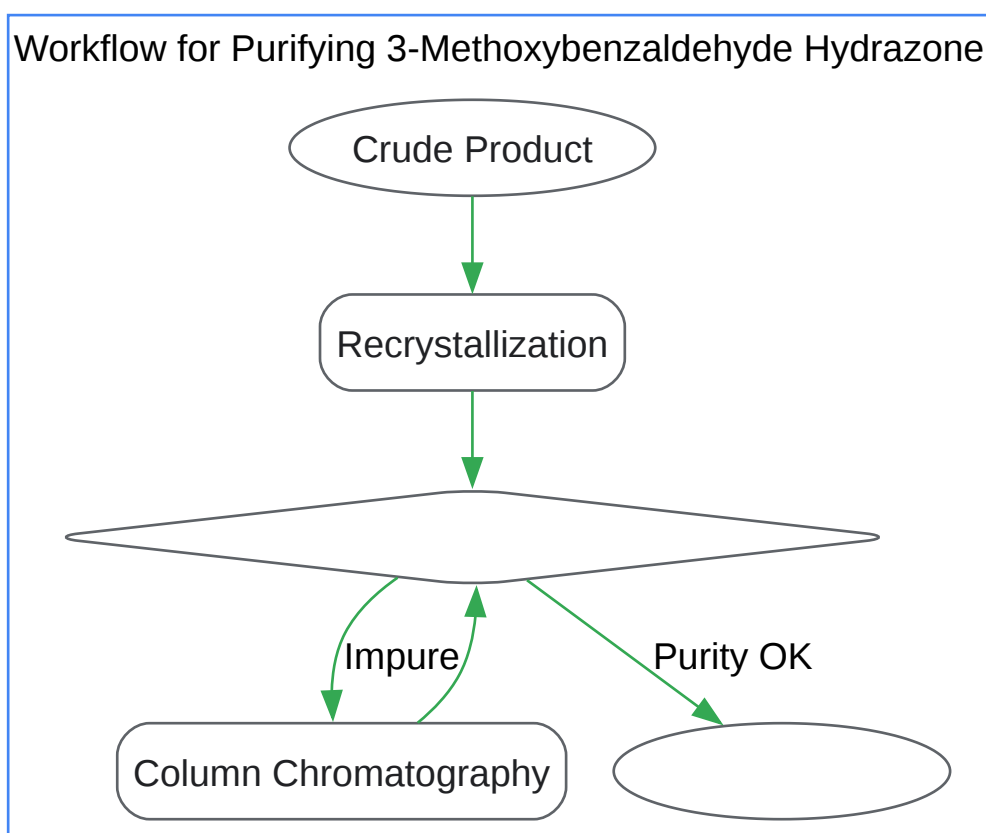 Workflow for Purifying 3-Methoxybenzaldehyde Hydrazone
Crude Product
Recrystallization
Impure
Purity OK
Column Chromatography